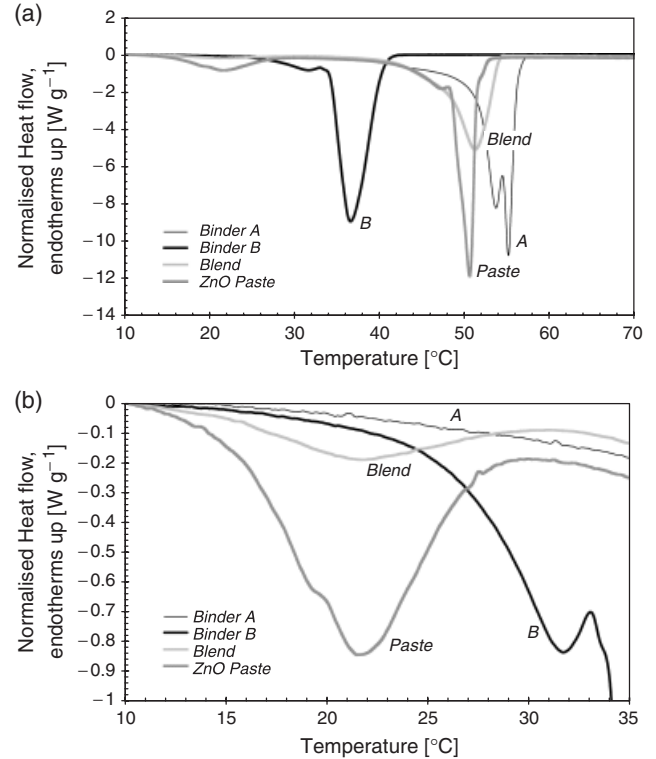 (a)
Normalised Heat flow,
endotherms up [W g⁻¹]
2
0
−2
−4
−6
−8
−10
−12
−14
Blend
B
A
Paste
Binder A
Binder B
Blend
ZnO Paste
10 20 30 40 50 60 70
Temperature [°C]
(b)
Normalised Heat flow,
endotherms up [W g⁻¹]
0
−0.1
−0.2
−0.3
−0.4
−0.5
−0.6
−0.7
−0.8
−0.9
−1
A
Blend
B
Paste
Binder A
Binder B
Blend
ZnO Paste
10 15 20 25 30 35
Temperature [°C]